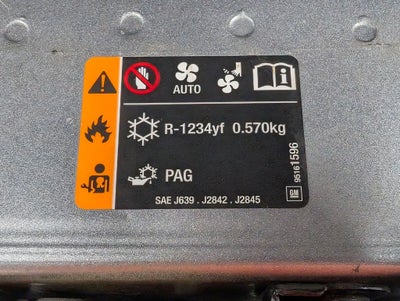 AUTO
R-1234yf 0.570kg
PAG
SAE J639 . J2842 . J2845
GM
95161596